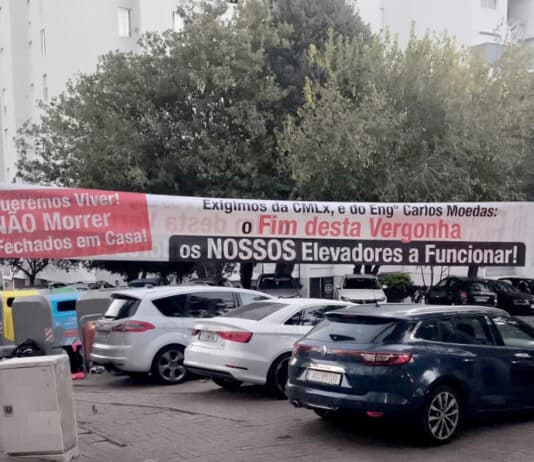 Queremos Viver!
NÃO Morrer
Fechados em Casa!
Exigimos da CMLx, e do Engº Carlos Moedas:
o Fim desta Vergonha
os NOSSOS Elevadores a Funcionar!